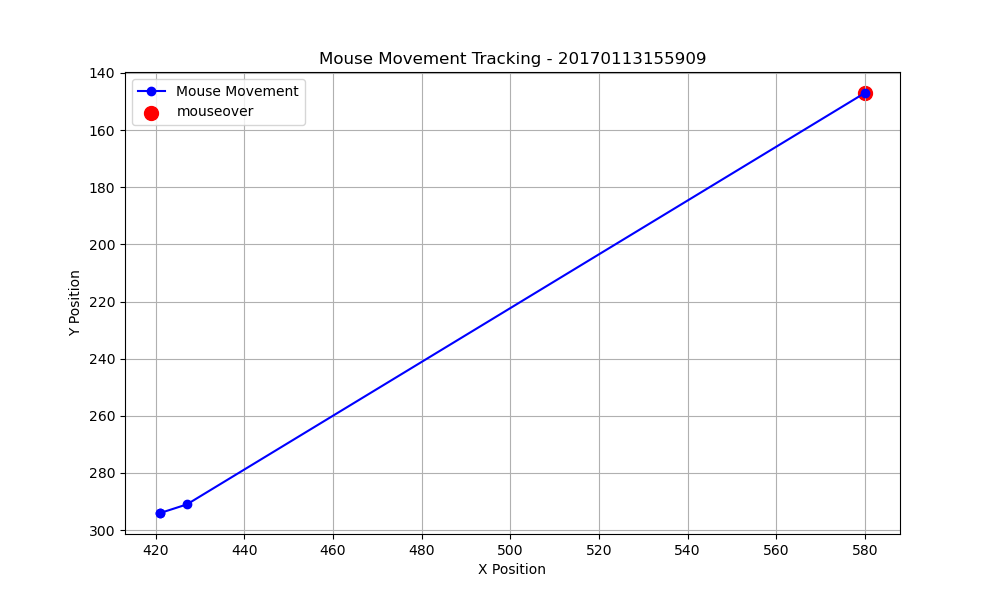 Mouse Movement Tracking - 20170113155909
Mouse Movement
mouseover
140
160
180
200
220
240
260
280
300
Y Position
420 440 460 480 500 520 540 560 580
X Position